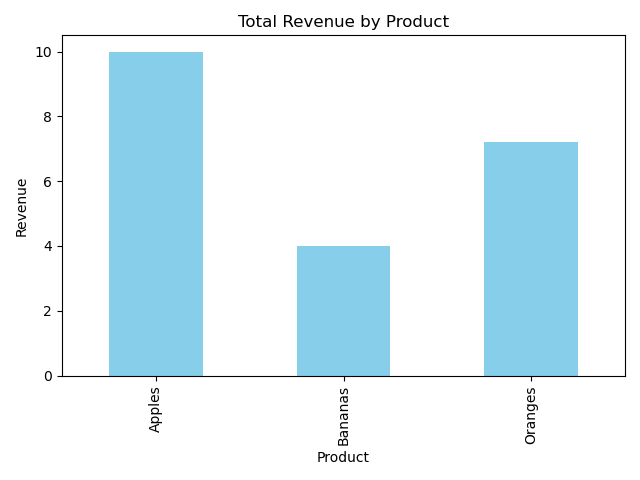 Total Revenue by Product
10
8
6
4
2
0
Revenue
Apples
Bananas
Oranges
Product